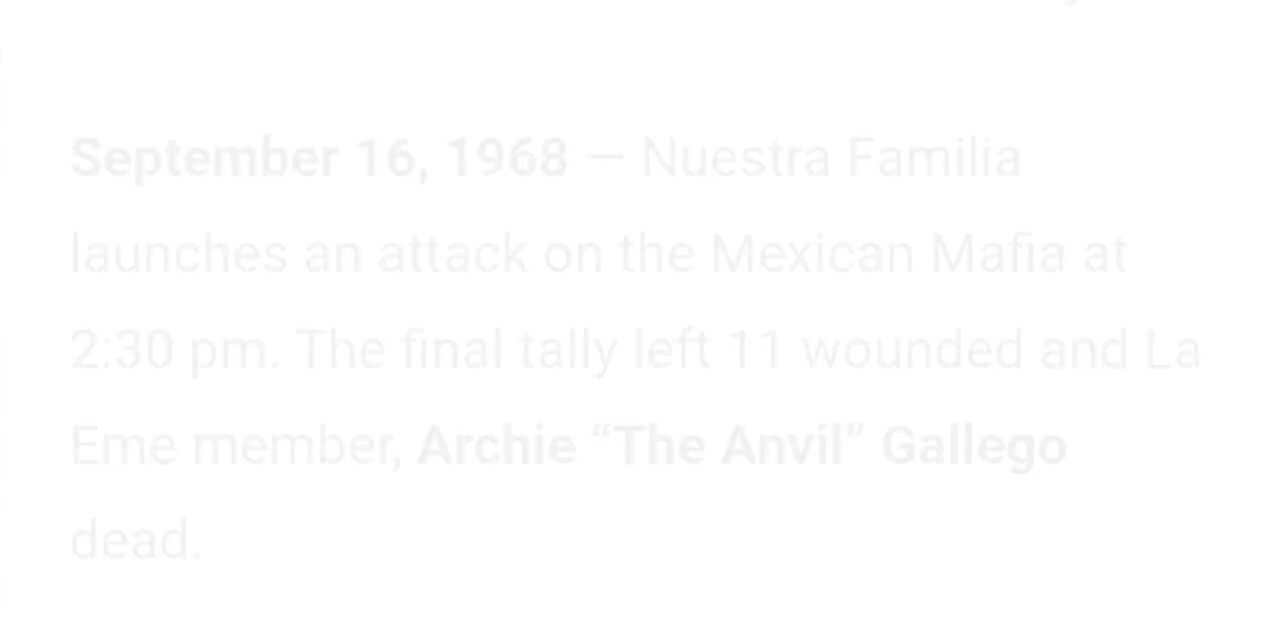 September 16, 1968 — Nuestra Familia
launches an attack on the Mexican Mafia at
2:30 pm. The final tally left 11 wounded and La
Eme member, Archie “The Anvil” Gallego
dead.